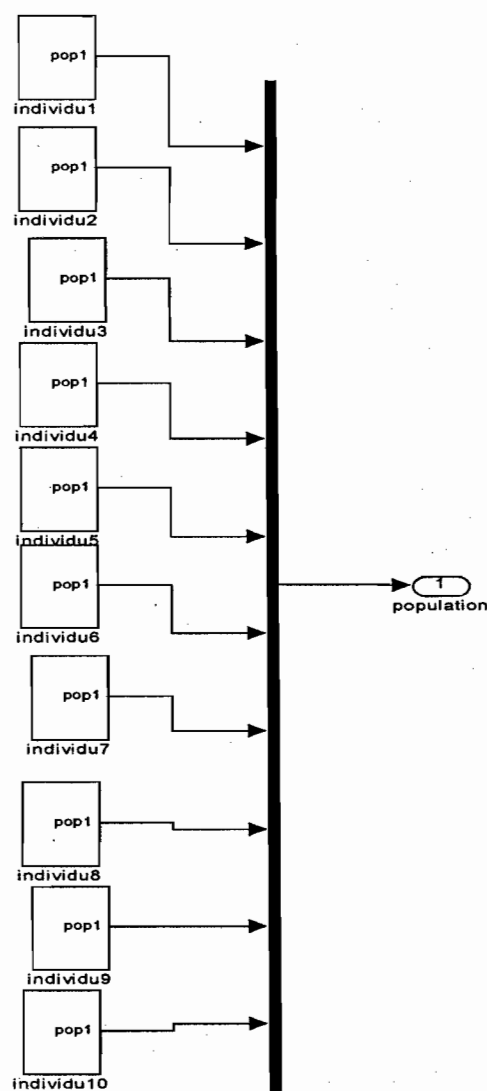 pop1
individu1
pop1
individu2
pop1
individu3
pop1
individu4
pop1
individu5
pop1
individu6
pop1
individu7
pop1
individu8
pop1
individu9
pop1
individu10
1
population